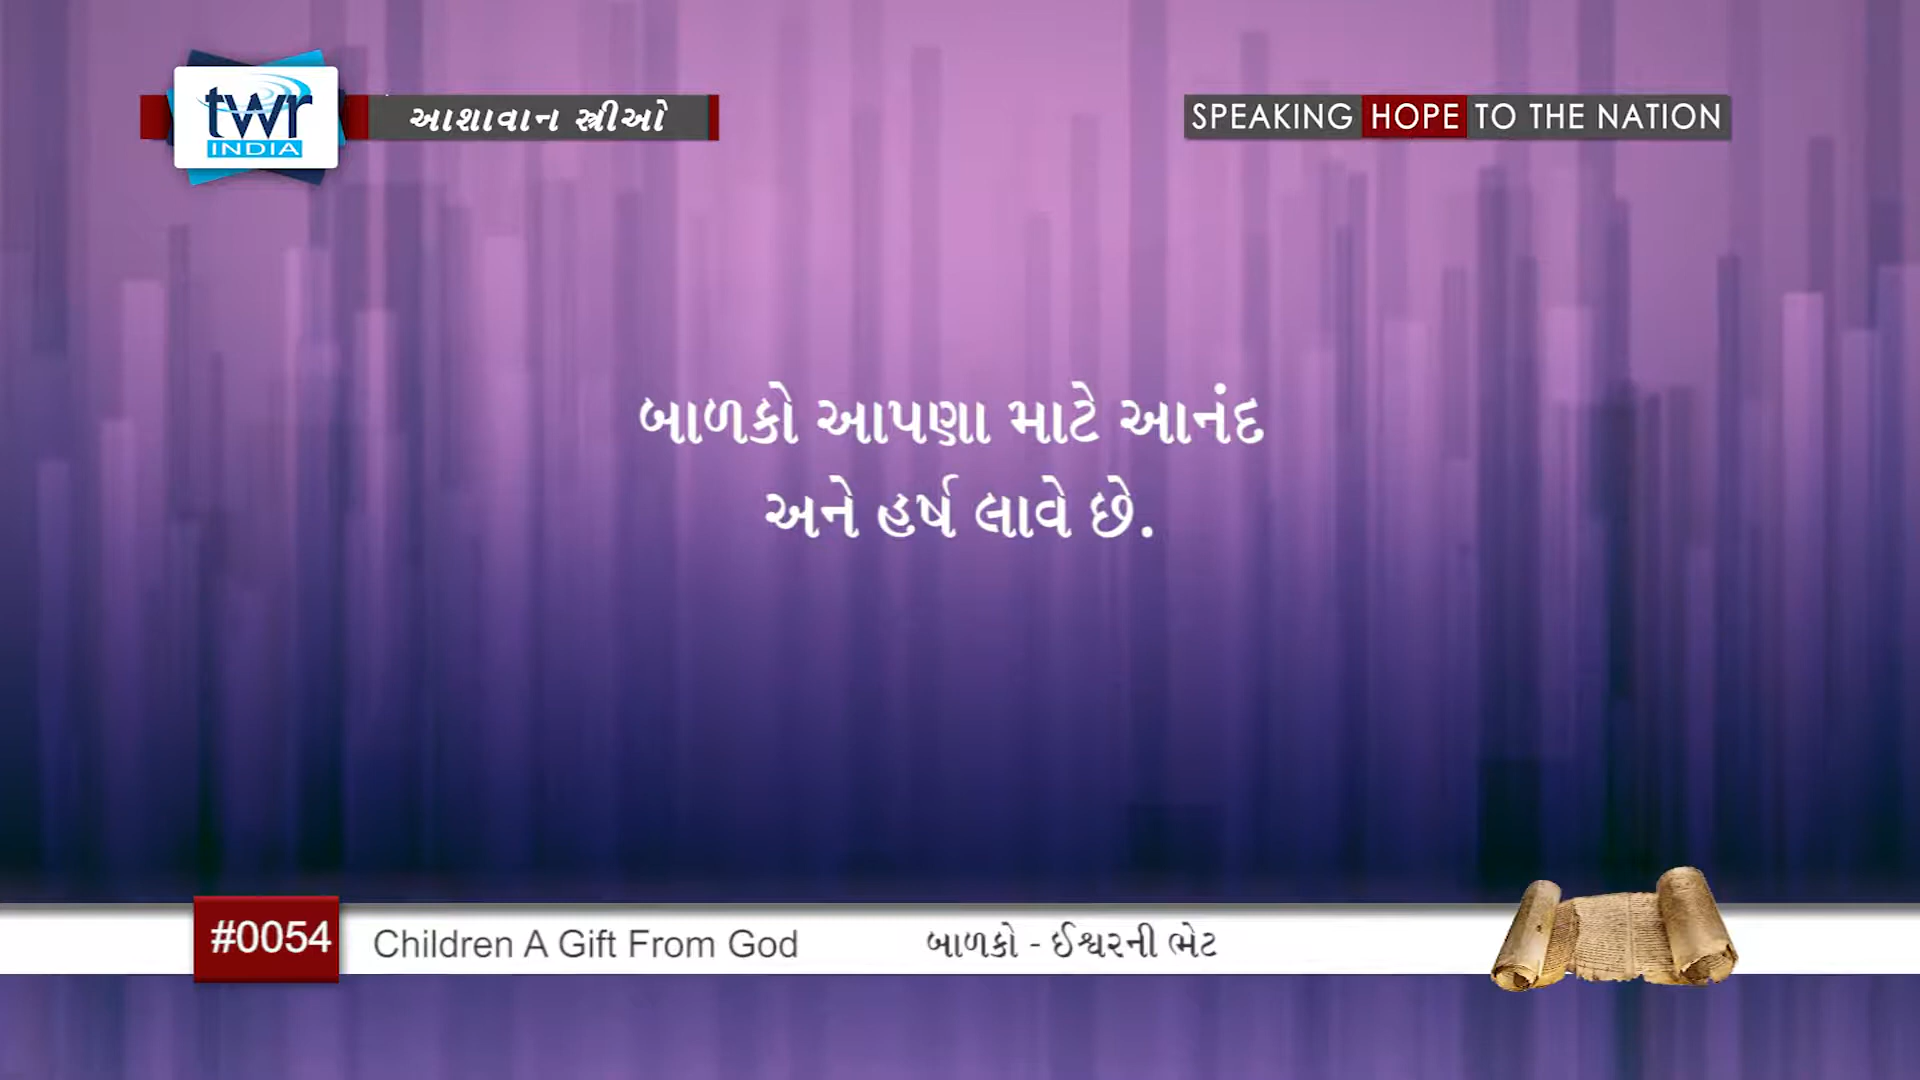 twr
INDIA
આશાવાન સ્ત્રીઓ
SPEAKING HOPE TO THE NATION
બાળકો આપણા માટે આનંદ
અને હર્ષ લાવે છે.
#0054
Children A Gift From God
બાળકો - ઈશ્વરની ભેટ